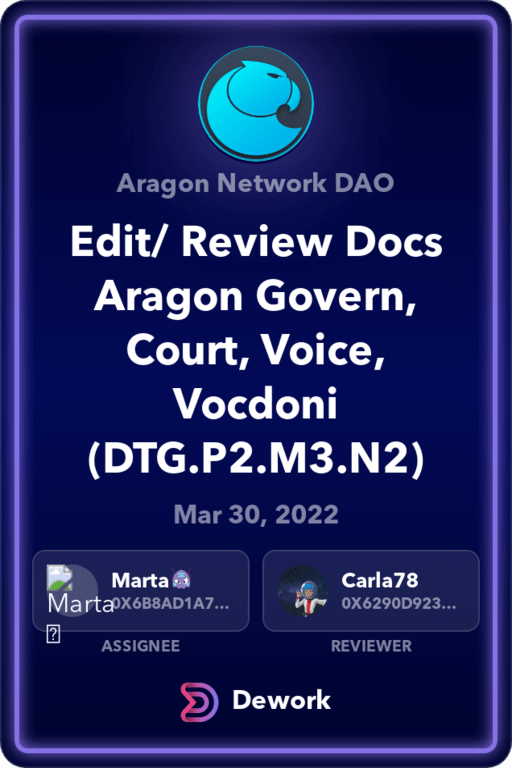 Aragon Network DAO
Edit/ Review Docs
Aragon Govern,
Court, Voice,
Vocdoni
(DTG.P2.M3.N2)
Mar 30, 2022
Marta
Marta
0X6B8AD1A7...
ASSIGNEE
Carla78
0X6290D923...
REVIEWER
Dework